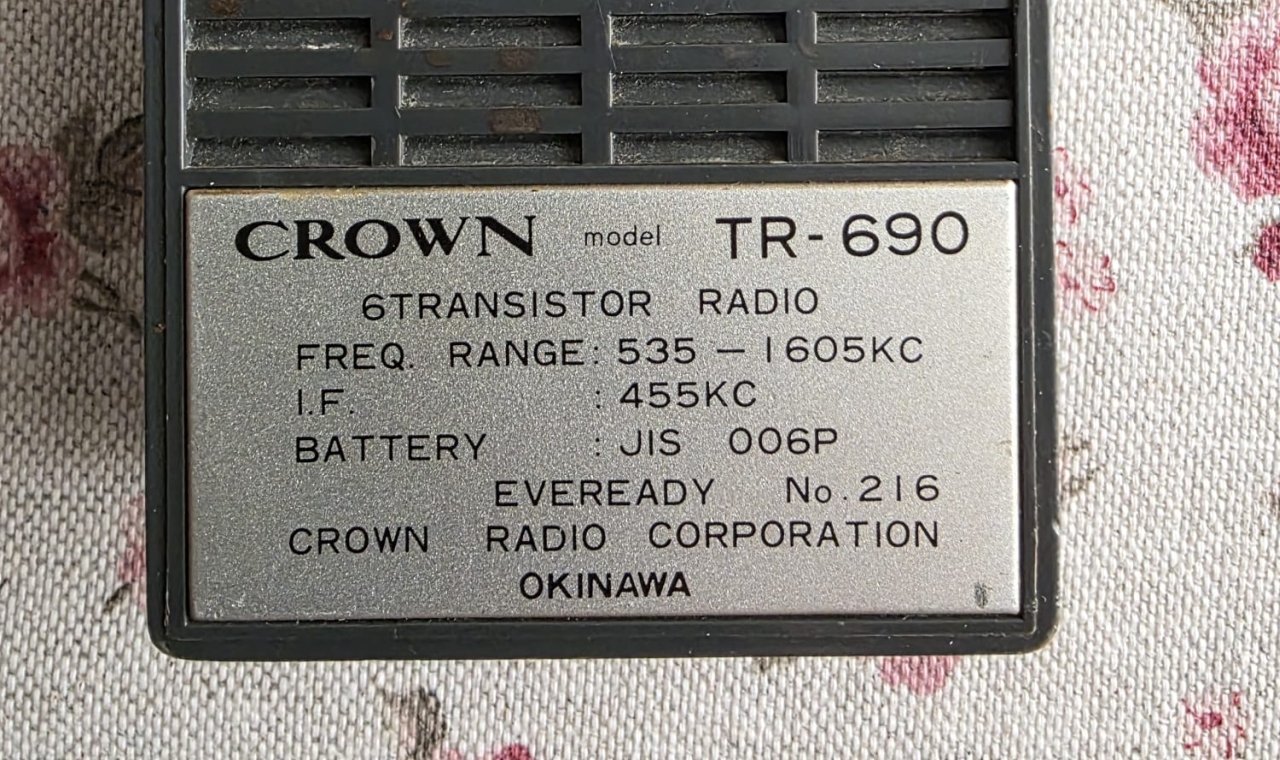 CROWN model TR-690
6TRANSISTOR RADIO
FREQ. RANGE: 535 — 1605KC
I.F. : 455KC
BATTERY : JIS 006P
EVEREADY No.216
CROWN RADIO CORPORATION
OKINAWA